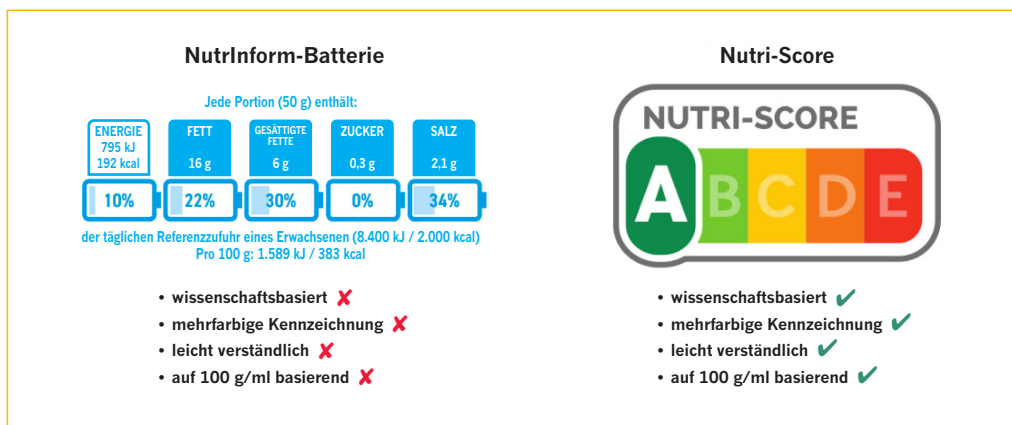 NutrInform-Batterie
Jede Portion (50 g) enthält:
ENERGIE
795 kJ
192 kcal
FETT
16 g
GESÄTTIGTE
FETTE
6 g
ZUCKER
0,3 g
SALZ
2,1 g
10%
22%
30%
0%
34%
der täglichen Referenzzufuhr eines Erwachsenen (8.400 kJ / 2.000 kcal)
Pro 100 g: 1.589 kJ / 383 kcal
• wissenschaftsbasiert ✘
• mehrfarbige Kennzeichnung ✘
• leicht verständlich ✘
• auf 100 g/ml basierend ✘
Nutri-Score
NUTRI-SCORE
A B C D E
• wissenschaftsbasiert ✔
• mehrfarbige Kennzeichnung ✔
• leicht verständlich ✔
• auf 100 g/ml basierend ✔